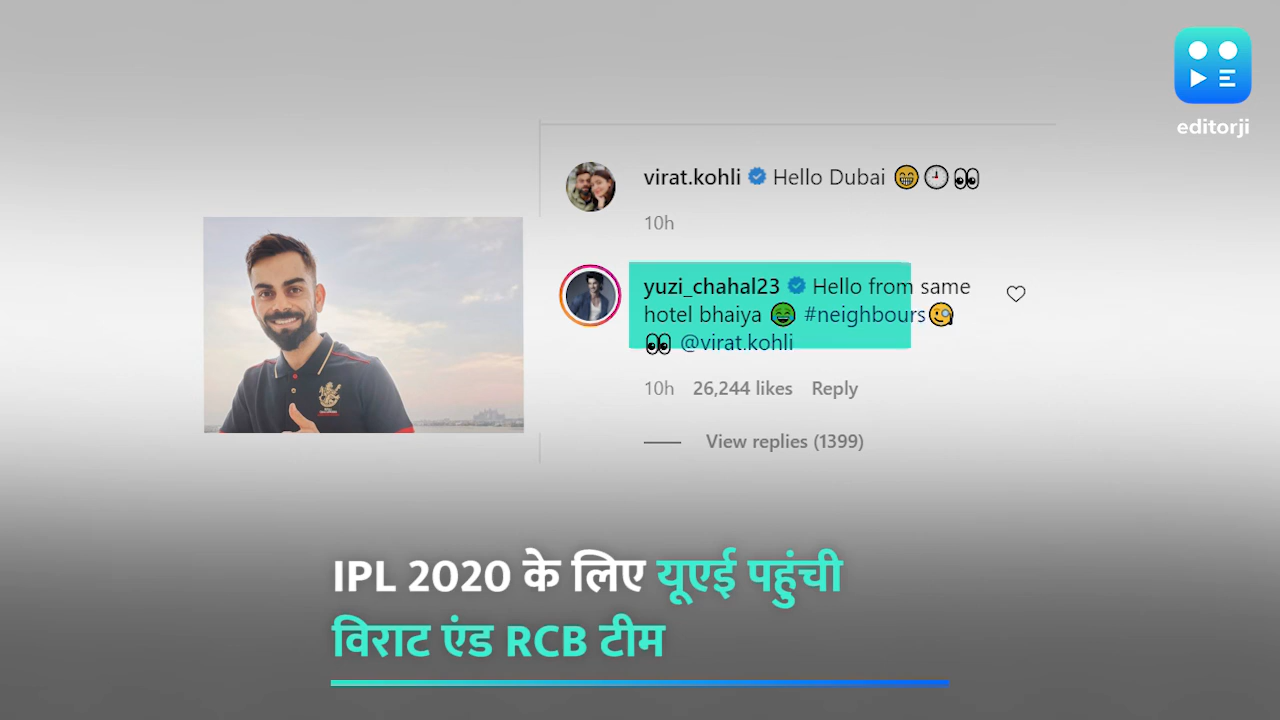 editorji
virat.kohli Hello Dubai 😁🕘👀
10h
yuzi_chahal23 Hello from same
hotel bhaiya 😂 #neighbours🧐
👀 @virat.kohli
10h 26,244 likes Reply
View replies (1399)
IPL 2020 के लिए यूएई पहुंची
विराट एंड RCB टीम